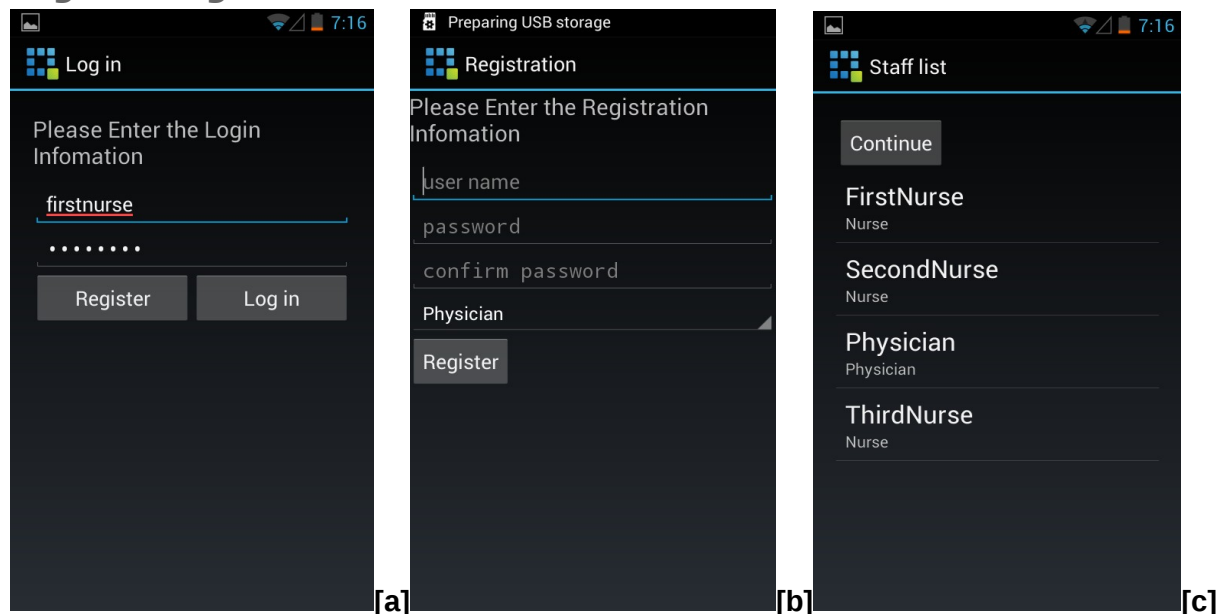 7:16
Log in
Please Enter the Login
Infomation
firstnurse
Register Log in
[a]
Preparing USB storage
Registration
Please Enter the Registration
Infomation
user name
password
confirm password
Physician
Register
[b]
7:16
Staff list
Continue
FirstNurse
Nurse
SecondNurse
Nurse
Physician
Physician
ThirdNurse
Nurse
[c]